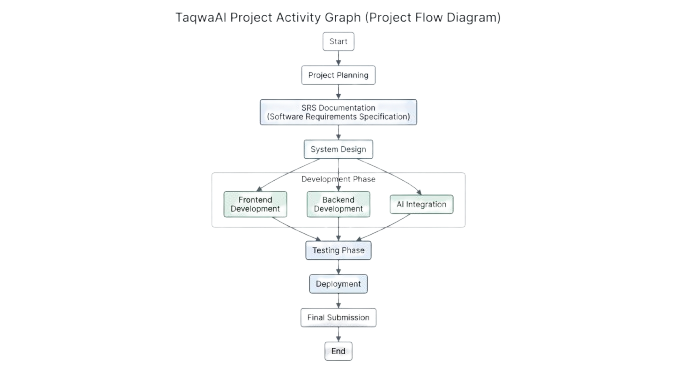 TaqwaAI Project Activity Graph (Project Flow Diagram)
Start
Project Planning
SRS Documentation
(Software Requirements Specification)
System Design
Development Phase
Frontend
Development
Backend
Development
AI Integration
Testing Phase
Deployment
Final Submission
End